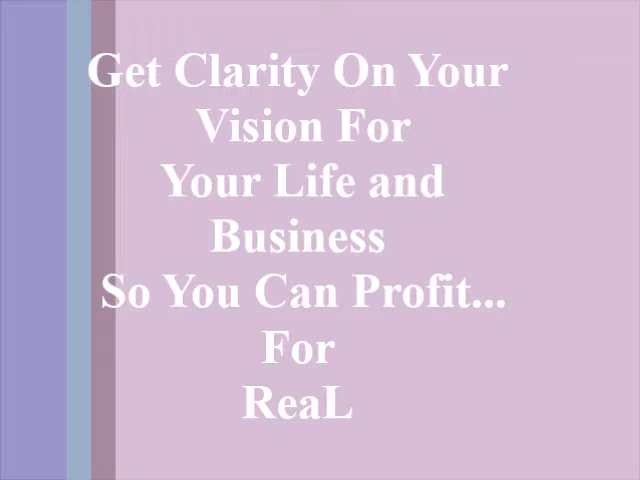 Get Clarity On Your
Vision For
Your Life and
Business
So You Can Profit...
For
ReaL